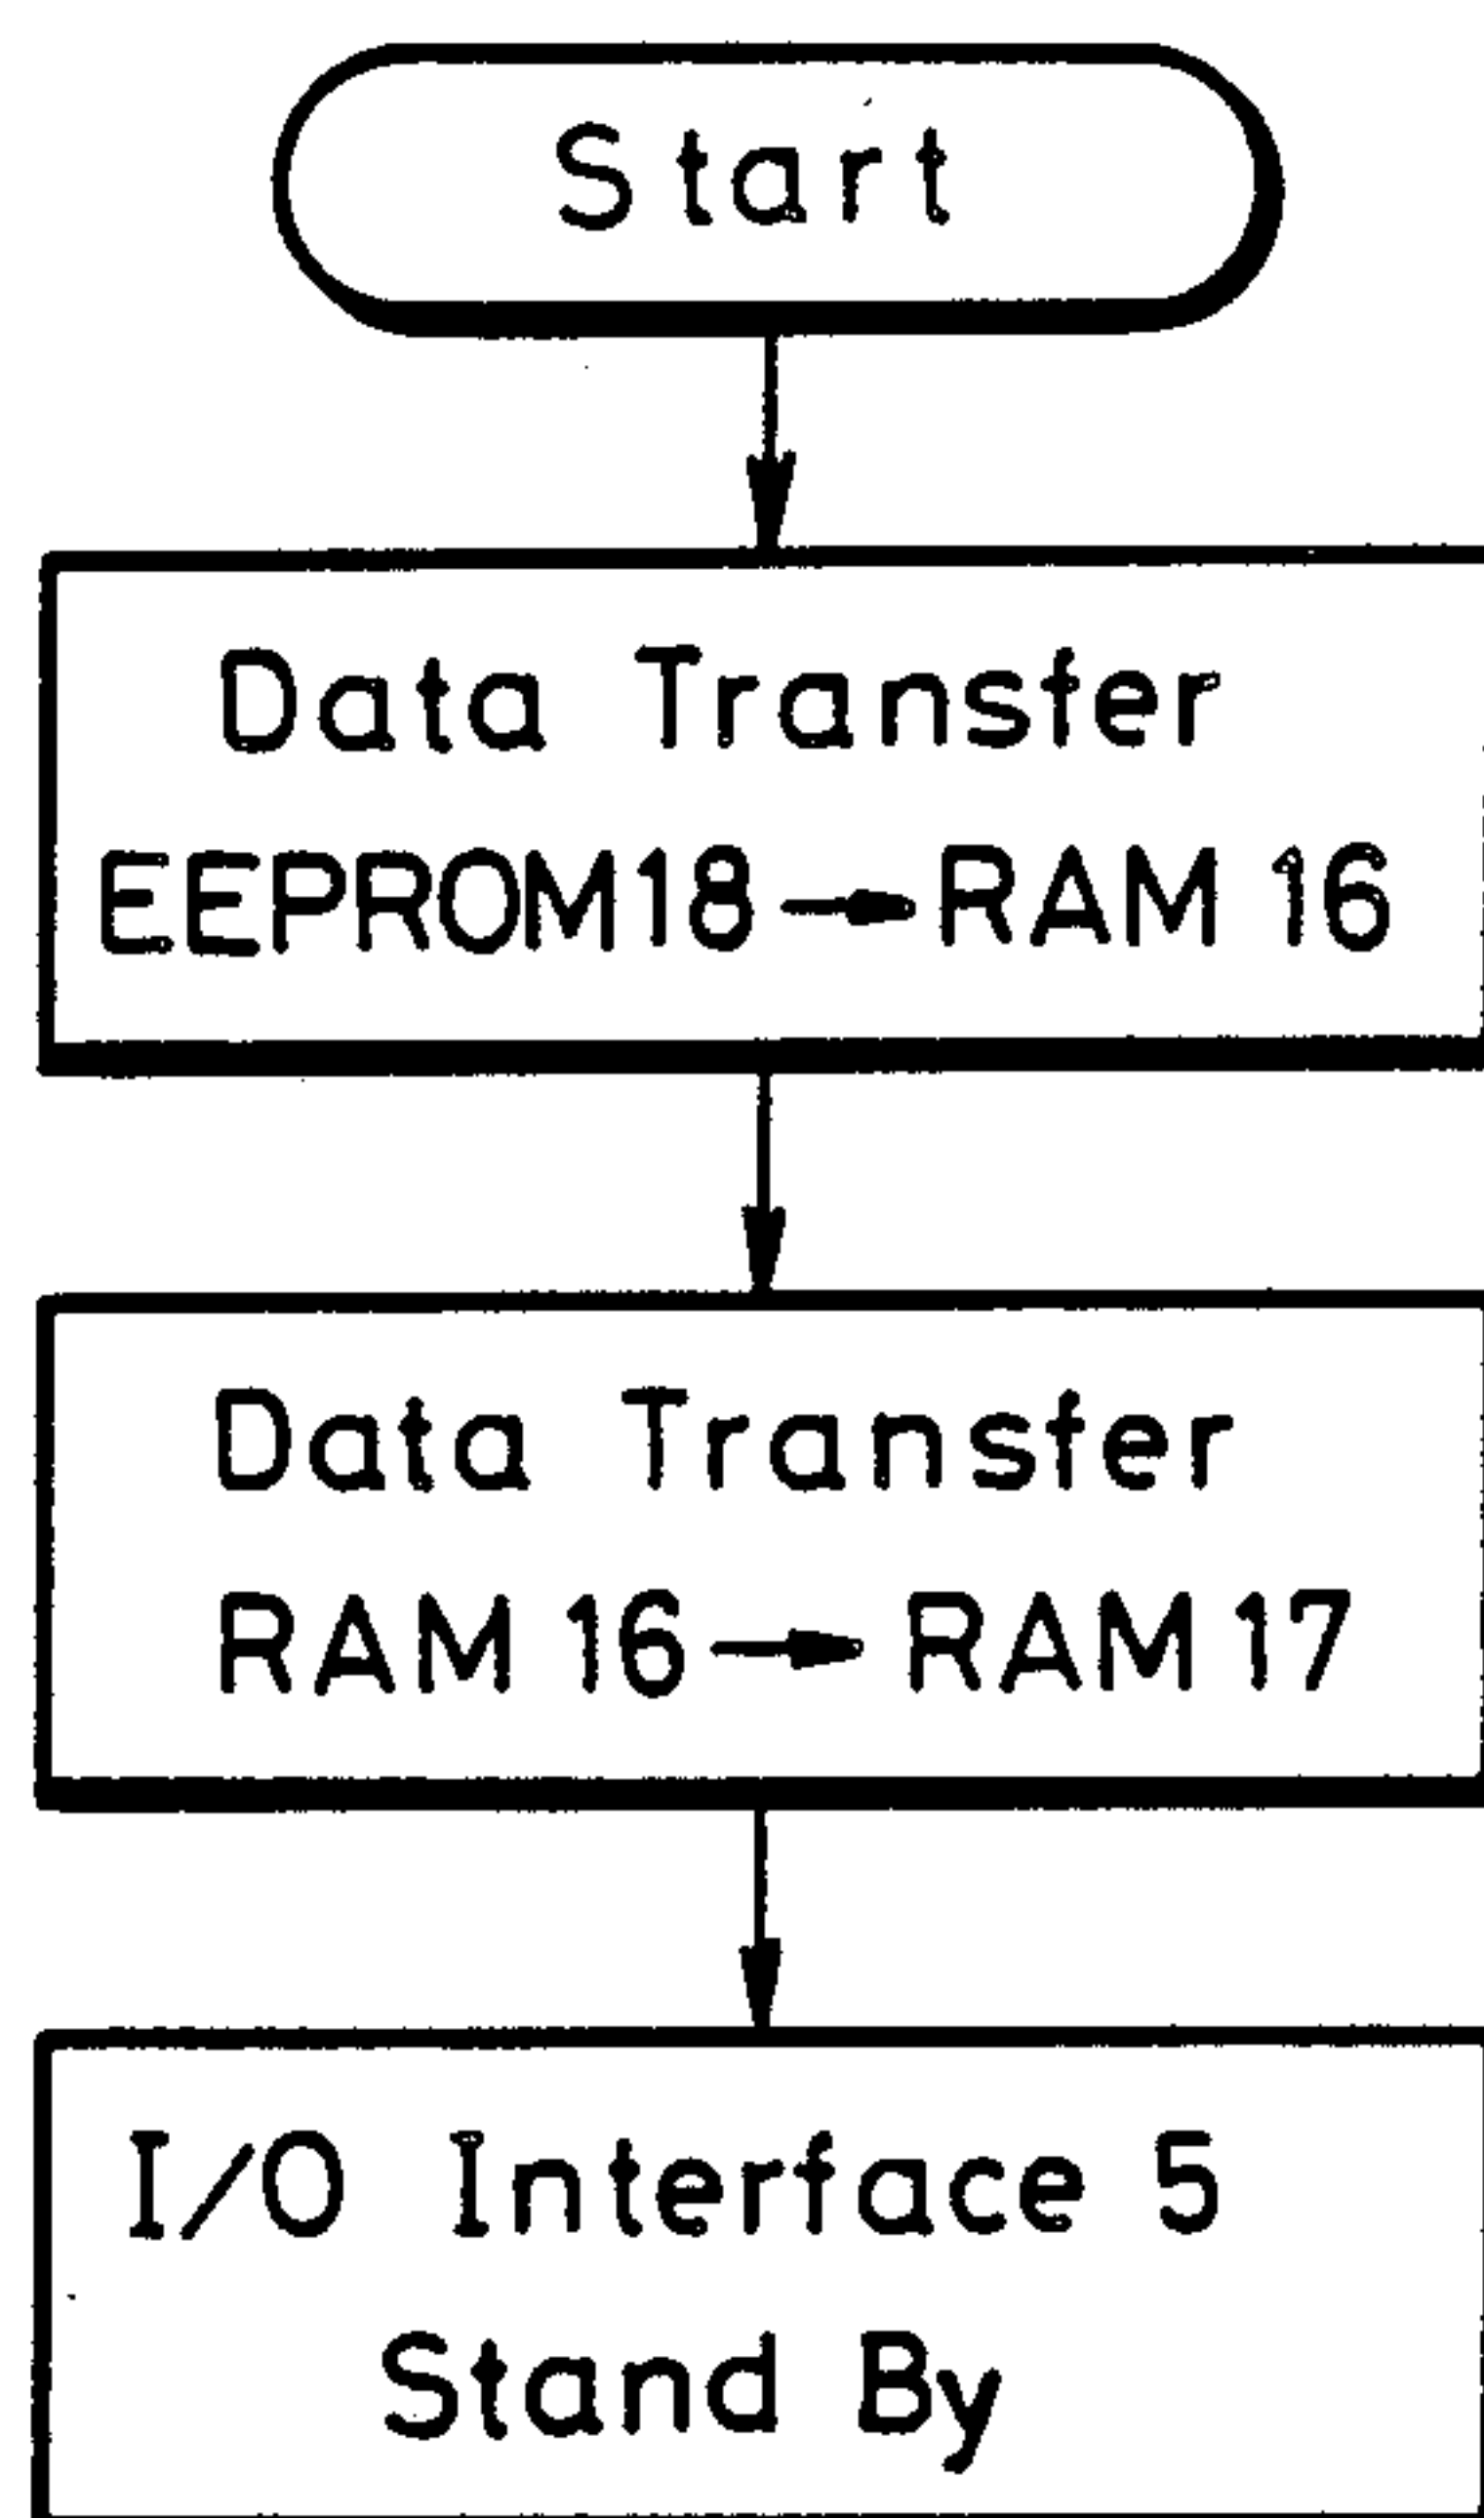 Start
Data Transfer
EEPROM18→RAM 16
Data Transfer
RAM 16→RAM 17
I/O Interface 5
Stand By